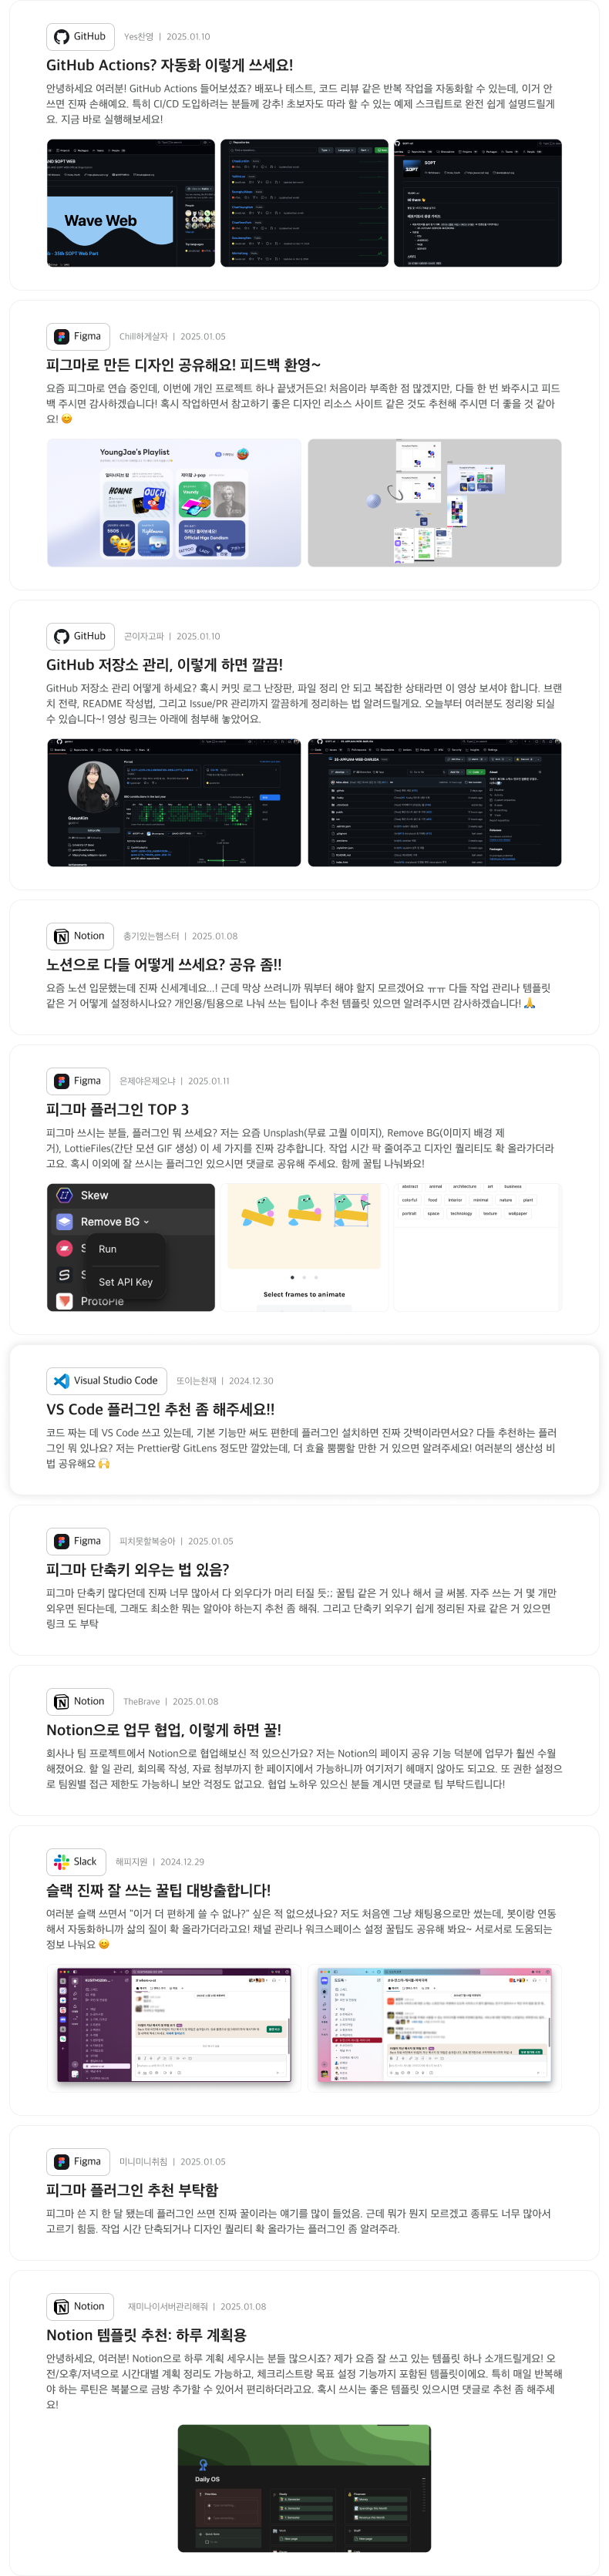 GitHub Yes찬영 | 2025.01.10
GitHub Actions? 자동화 이렇게 쓰세요!
안녕하세요 여러분! GitHub Actions 들어보셨죠? 배포나 테스트, 코드 리뷰 같은 반복 작업을 자동화할 수 있는데, 이거 안
쓰면 진짜 손해예요. 특히 CI/CD 도입하려는 분들께 강추! 초보자도 따라 할 수 있는 예제 스크립트로 완전 쉽게 설명드릴게
요. 지금 바로 실행해보세요!
Wave Web
SOPT
Figma Chill하게살자 | 2025.01.05
피그마로 만든 디자인 공유해요! 피드백 환영~
요즘 피그마로 연습 중인데, 이번에 개인 프로젝트 하나 끝냈거든요! 처음이라 부족한 점 많겠지만, 다들 한 번 봐주시고 피드
백 주시면 감사하겠습니다! 혹시 작업하면서 참고하기 좋은 디자인 리소스 사이트 같은 것도 추천해 주시면 더 좋을 것 같아
요! 😊
YoungJae's Playlist
GitHub 곤이자고파 | 2025.01.10
GitHub 저장소 관리, 이렇게 하면 깔끔!
GitHub 저장소 관리 어떻게 하세요? 혹시 커밋 로그 난장판, 파일 정리 안 되고 복잡한 상태라면 이 영상 보셔야 합니다. 브랜
치 전략, README 작성법, 그리고 Issue/PR 관리까지 깔끔하게 정리하는 법 알려드릴게요. 오늘부터 여러분도 정리왕 되실
수 있습니다~! 영상 링크는 아래에 첨부해 놓았어요.
GoeunKim
Notion 총기있는햄스터 | 2025.01.08
노션으로 다들 어떻게 쓰세요? 공유 좀!!
요즘 노션 입문했는데 진짜 신세계네요...! 근데 막상 쓰려니까 뭐부터 해야 할지 모르겠어요 ㅠㅠ 다들 작업 관리나 템플릿
같은 거 어떻게 설정하시나요? 개인용/팀용으로 나눠 쓰는 팁이나 추천 템플릿 있으면 알려주시면 감사하겠습니다! 🙏
Figma 은제야은제오냐 | 2025.01.11
피그마 플러그인 TOP 3
피그마 쓰시는 분들, 플러그인 뭐 쓰세요? 저는 요즘 Unsplash(무료 고퀄 이미지), Remove BG(이미지 배경 제
거), LottieFiles(간단 모션 GIF 생성) 이 세 가지를 진짜 강추합니다. 작업 시간 팍 줄여주고 디자인 퀄리티도 확 올라가더라
고요. 혹시 이외에 잘 쓰시는 플러그인 있으시면 댓글로 공유해 주세요. 함께 꿀팁 나눠봐요!
Skew
Remove BG
Run
Set API Key
ProtoPie
Select frames to animate
abstract animal architecture art business
colorful food interior minimal nature plant
portrait space technology texture wallpaper
Visual Studio Code 또이는천재 | 2024.12.30
VS Code 플러그인 추천 좀 해주세요!!
코드 짜는 데 VS Code 쓰고 있는데, 기본 기능만 써도 편한데 플러그인 설치하면 진짜 갓벽이라면서요? 다들 추천하는 플러
그인 뭐 있나요? 저는 Prettier랑 GitLens 정도만 깔았는데, 더 효율 뿜뿜할 만한 거 있으면 알려주세요! 여러분의 생산성 비
법 공유해요 🙌
Figma 피치못할복숭아 | 2025.01.05
피그마 단축키 외우는 법 있음?
피그마 단축키 많다던데 진짜 너무 많아서 다 외우다가 머리 터질 듯;; 꿀팁 같은 거 있나 해서 글 써봄. 자주 쓰는 거 몇 개만
외우면 된다는데, 그래도 최소한 뭐는 알아야 하는지 추천 좀 해줘. 그리고 단축키 외우기 쉽게 정리된 자료 같은 거 있으면
링크 도 부탁
Notion TheBrave | 2025.01.08
Notion으로 업무 협업, 이렇게 하면 꿀!
회사나 팀 프로젝트에서 Notion으로 협업해보신 적 있으신가요? 저는 Notion의 페이지 공유 기능 덕분에 업무가 훨씬 수월
해졌어요. 할 일 관리, 회의록 작성, 자료 첨부까지 한 페이지에서 가능하니까 여기저기 헤매지 않아도 되고요. 또 권한 설정으
로 팀원별 접근 제한도 가능하니 보안 걱정도 없고요. 협업 노하우 있으신 분들 계시면 댓글로 팁 부탁드립니다!
Slack 해피지원 | 2024.12.29
슬랙 진짜 잘 쓰는 꿀팁 대방출합니다!
여러분 슬랙 쓰면서 "이거 더 편하게 쓸 수 없나?" 싶은 적 없으셨나요? 저도 처음엔 그냥 채팅용으로만 썼는데, 봇이랑 연동
해서 자동화하니까 삶의 질이 확 올라가더라고요! 채널 관리나 워크스페이스 설정 꿀팁도 공유해 봐요~ 서로서로 도움되는
정보 나눠요 😊
Figma 미니미니취침 | 2025.01.05
피그마 플러그인 추천 부탁함
피그마 쓴 지 한 달 됐는데 플러그인 쓰면 진짜 꿀이라는 얘기를 많이 들었음. 근데 뭐가 뭔지 모르겠고 종류도 너무 많아서
고르기 힘듦. 작업 시간 단축되거나 디자인 퀄리티 확 올라가는 플러그인 좀 알려주라.
Notion 재미나이서버관리해줘 | 2025.01.08
Notion 템플릿 추천: 하루 계획용
안녕하세요, 여러분! Notion으로 하루 계획 세우시는 분들 많으시죠? 제가 요즘 잘 쓰고 있는 템플릿 하나 소개드릴게요! 오
전/오후/저녁으로 시간대별 계획 정리도 가능하고, 체크리스트랑 목표 설정 기능까지 포함된 템플릿이에요. 특히 매일 반복해
야 하는 루틴은 복붙으로 금방 추가할 수 있어서 편리하더라고요. 혹시 쓰시는 좋은 템플릿 있으시면 댓글로 추천 좀 해주세
요!
Daily OS